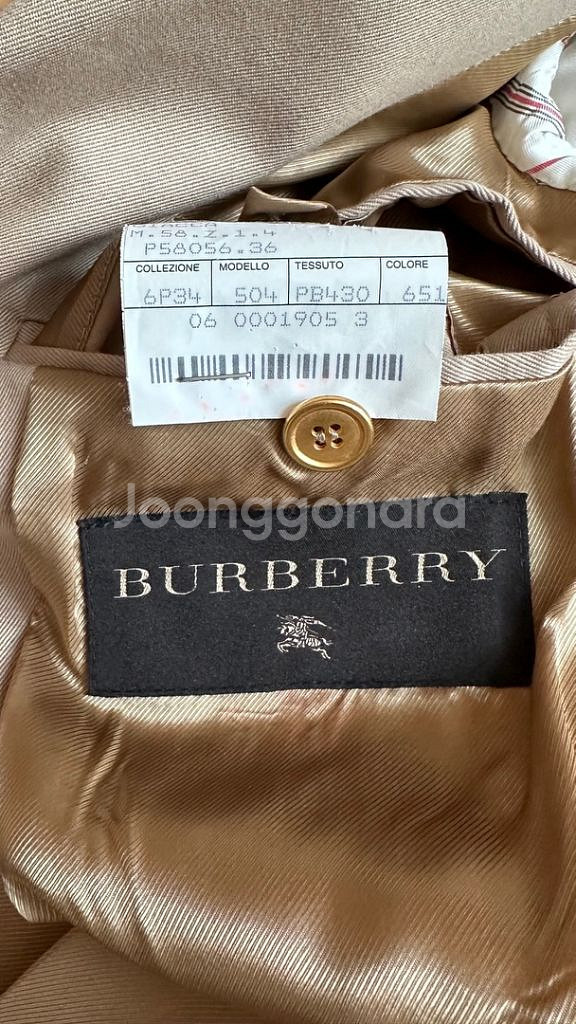 M.58.Z.1.4
P58056.36
COLLEZIONE MODELLO TESSUTO COLORE
6P34 504 PB430 651
06 0001905 3
Joonggonara
BURBERRY